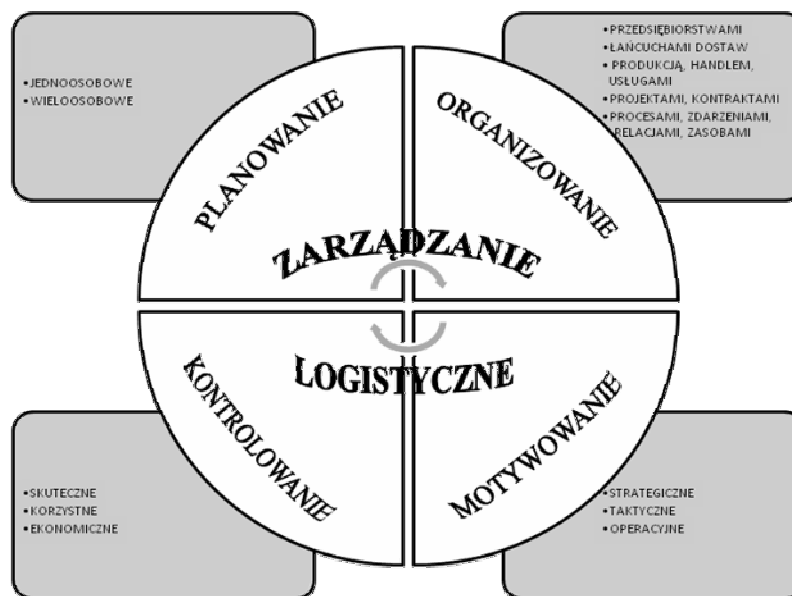 •JEDNOOSOBOWE
•WIELOOSOBOWE
•PRZEDSIĘBIORSTWAMI
•ŁAŃCUCHAMI DOSTAW
•PRODUKCJĄ, HANDLEM,
USŁUGAMI
•PROJEKTAMI, KONTRAKTAMI
•PROCESAMI, ZDARZENIAMI,
RELACJAMI, ZASOBAMI
PLANOWANIE
ORGANIZOWANIE
ZARZĄDZANIE
LOGISTYCZNE
KONTROLOWANIE
MOTYWOWANIE
•SKUTECZNE
•KORZYSTNE
•EKONOMICZNE
•STRATEGICZNE
•TAKTYCZNE
•OPERACYJNE